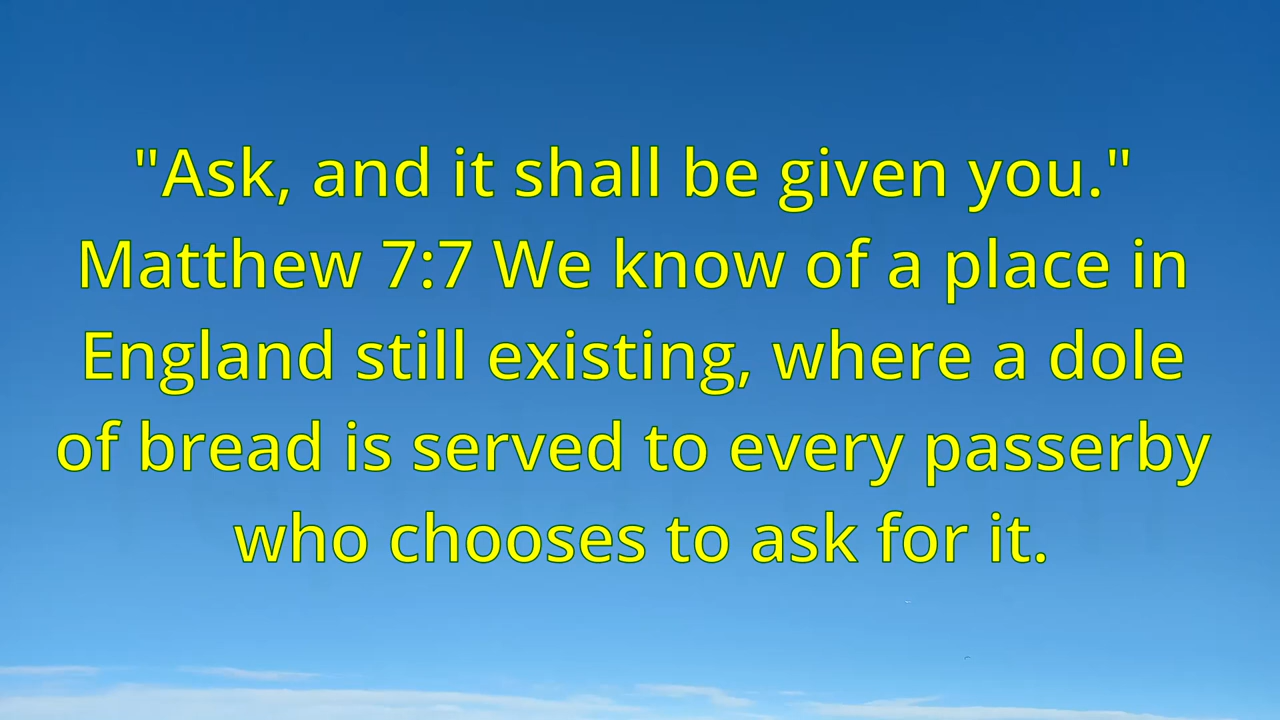 "Ask, and it shall be given you."
Matthew 7:7 We know of a place in
England still existing, where a dole
of bread is served to every passerby
who chooses to ask for it.